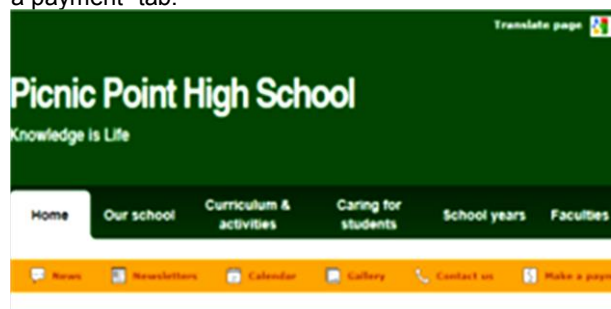 a payment" tab.
Translate page
Picnic Point High School
Knowledge is Life
Home Our school Curriculum & activities Caring for students School years Faculties
News Newsletters Calendar Gallery Contact us Make a paym